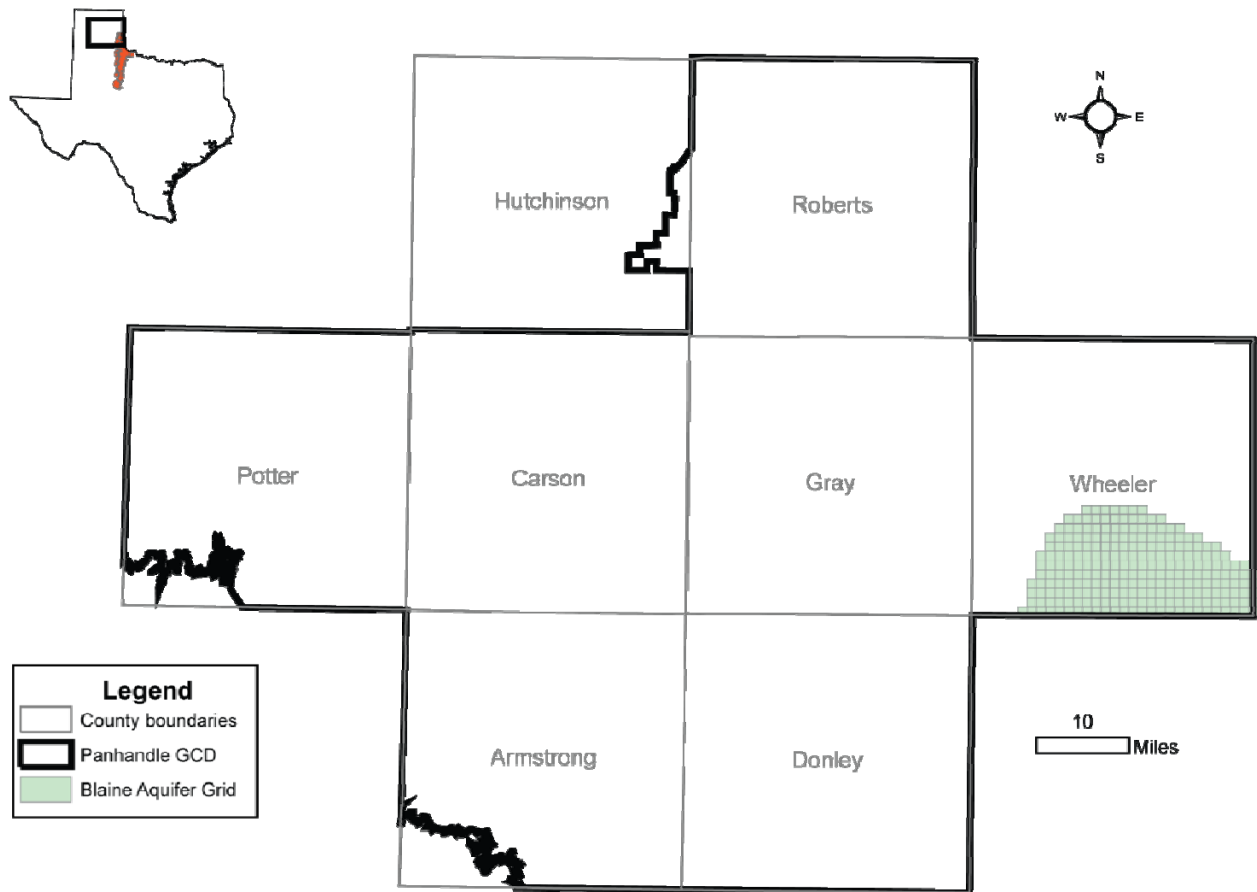 N
W E
S
Hutchinson
Roberts
Potter
Carson
Gray
Wheeler
Armstrong
Donley
Legend
County boundaries
Panhandle GCD
Blaine Aquifer Grid
10
Miles